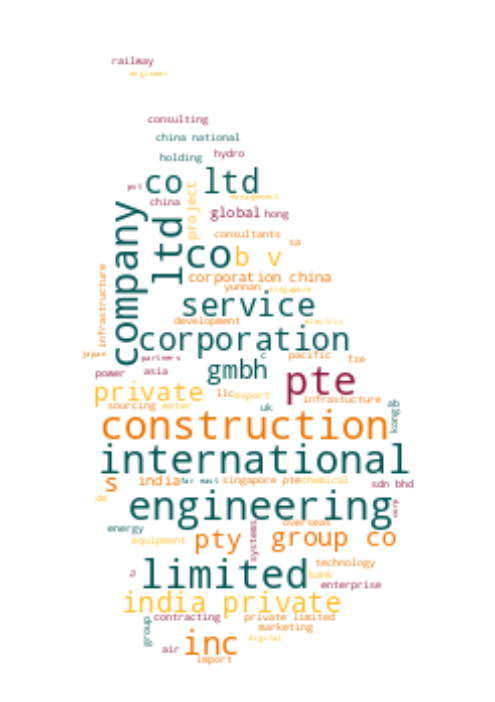 railway
engineer
consulting
china national
holding
hydro
co ltd
pvt
management
china
project
global
hong
company
ltd
consultants
sa
co
b v
corporation china
infrastructure
yunnan
singapore
service
development
electric
corporation
japan
partners
c
pacific
fze
gmbh
power
asia
pte
private
llc
export
infrastucture
sourcing
water
uk
ab
kong
construction
international
s
india
far east
singapore pte
chemical
sdn bhd
de
engineering
corp
energy
overseas
equipment
pty
systems
group co
a
limited
technology
bank
enterprise
india private
group
contracting
private limited
marketing
digital
air
inc
import